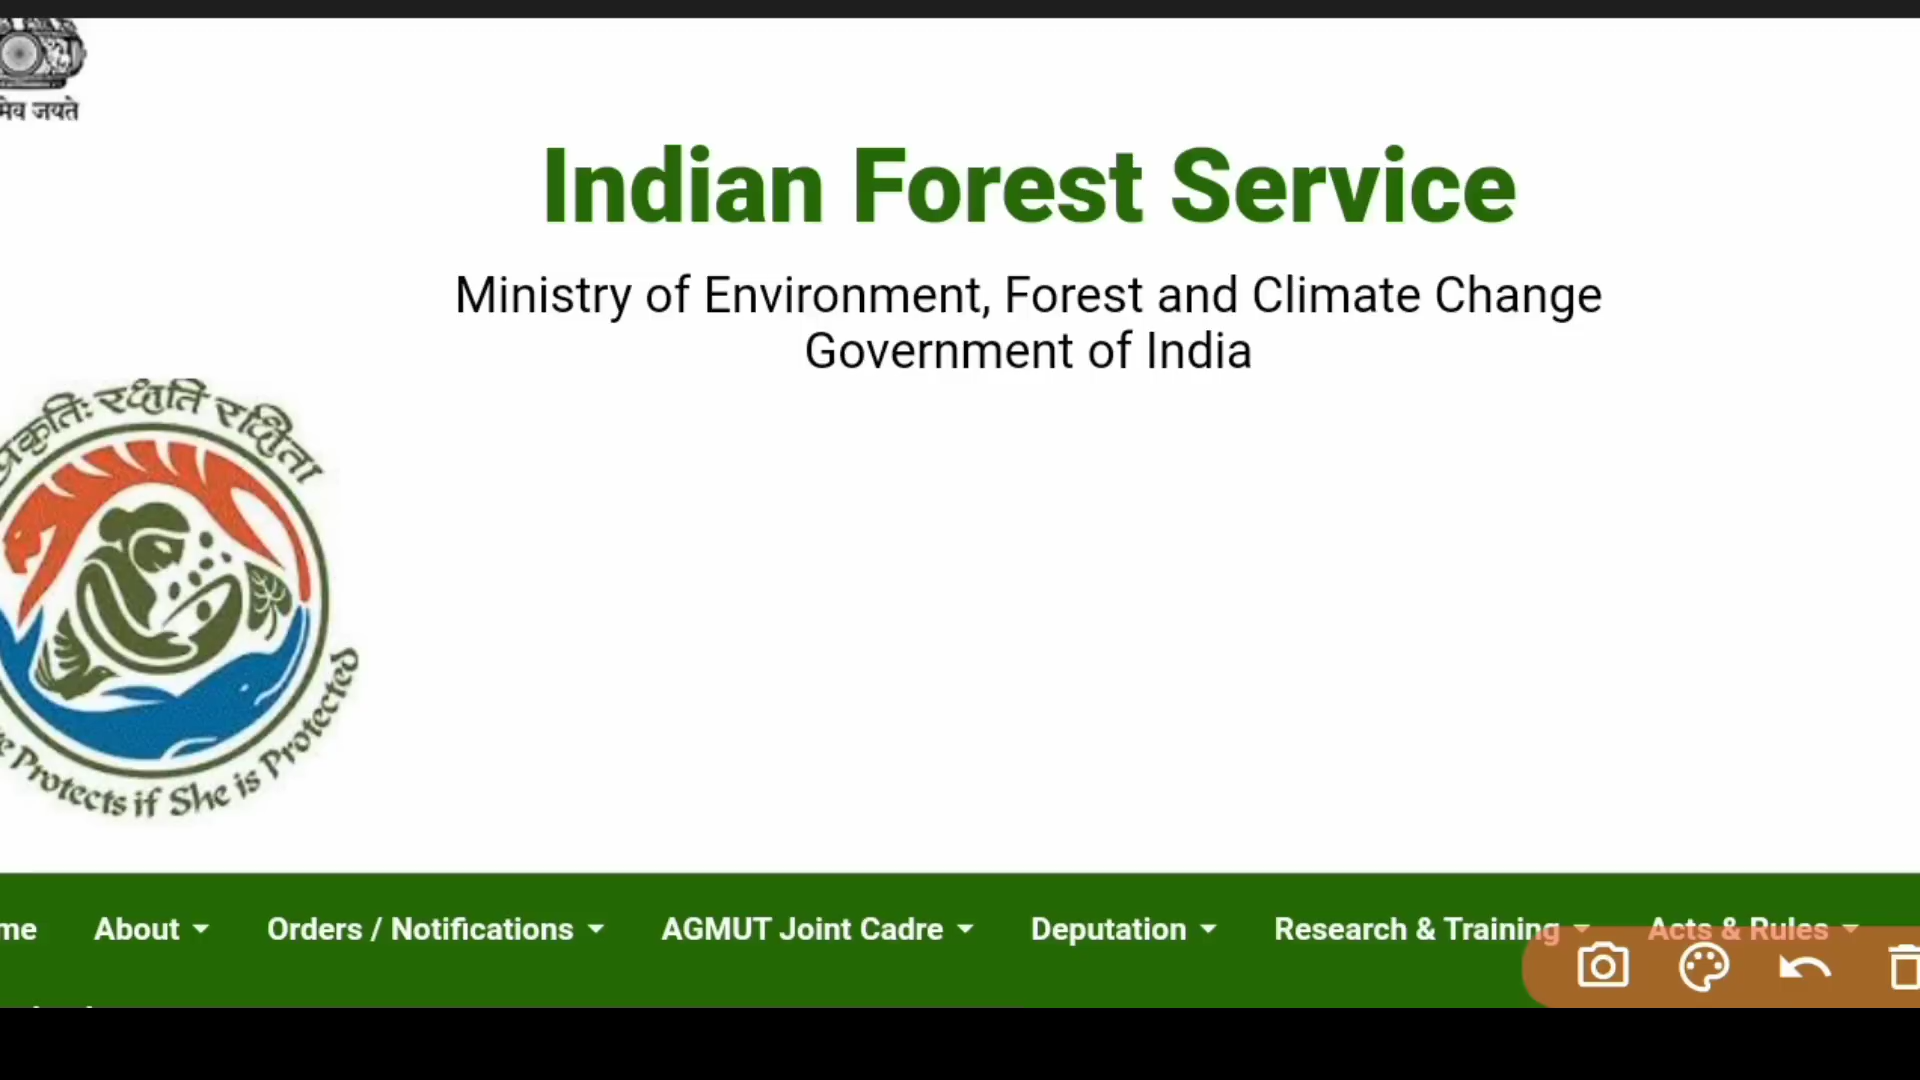 जयते
Indian Forest Service
Ministry of Environment, Forest and Climate Change
Government of India
प्रकृतिः रक्षति रक्षिता
Protects if She is Protected
About
Orders / Notifications
AGMUT Joint Cadre
Deputation
Research & Training
Acts & Rules